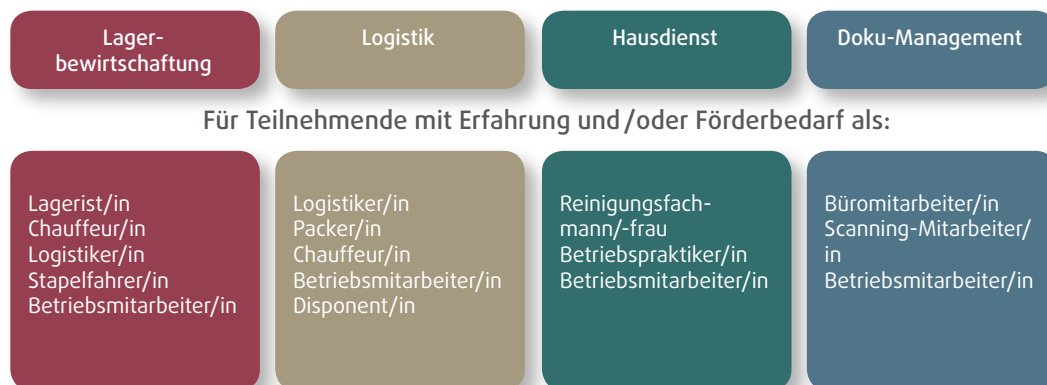 Lager-
bewirtschaftung
Logistik
Hausdienst
Doku-Management
Für Teilnehmende mit Erfahrung und/oder Förderbedarf als:
Lagerist/in
Chauffeur/in
Logistiker/in
Stapelfahrer/in
Betriebsmitarbeiter/in
Logistiker/in
Packer/in
Chauffeur/in
Betriebsmitarbeiter/in
Disponent/in
Reinigungsfach-
mann/-frau
Betriebspraktiker/in
Betriebsmitarbeiter/in
Büromitarbeiter/in
Scanning-Mitarbeiter/
in
Betriebsmitarbeiter/in